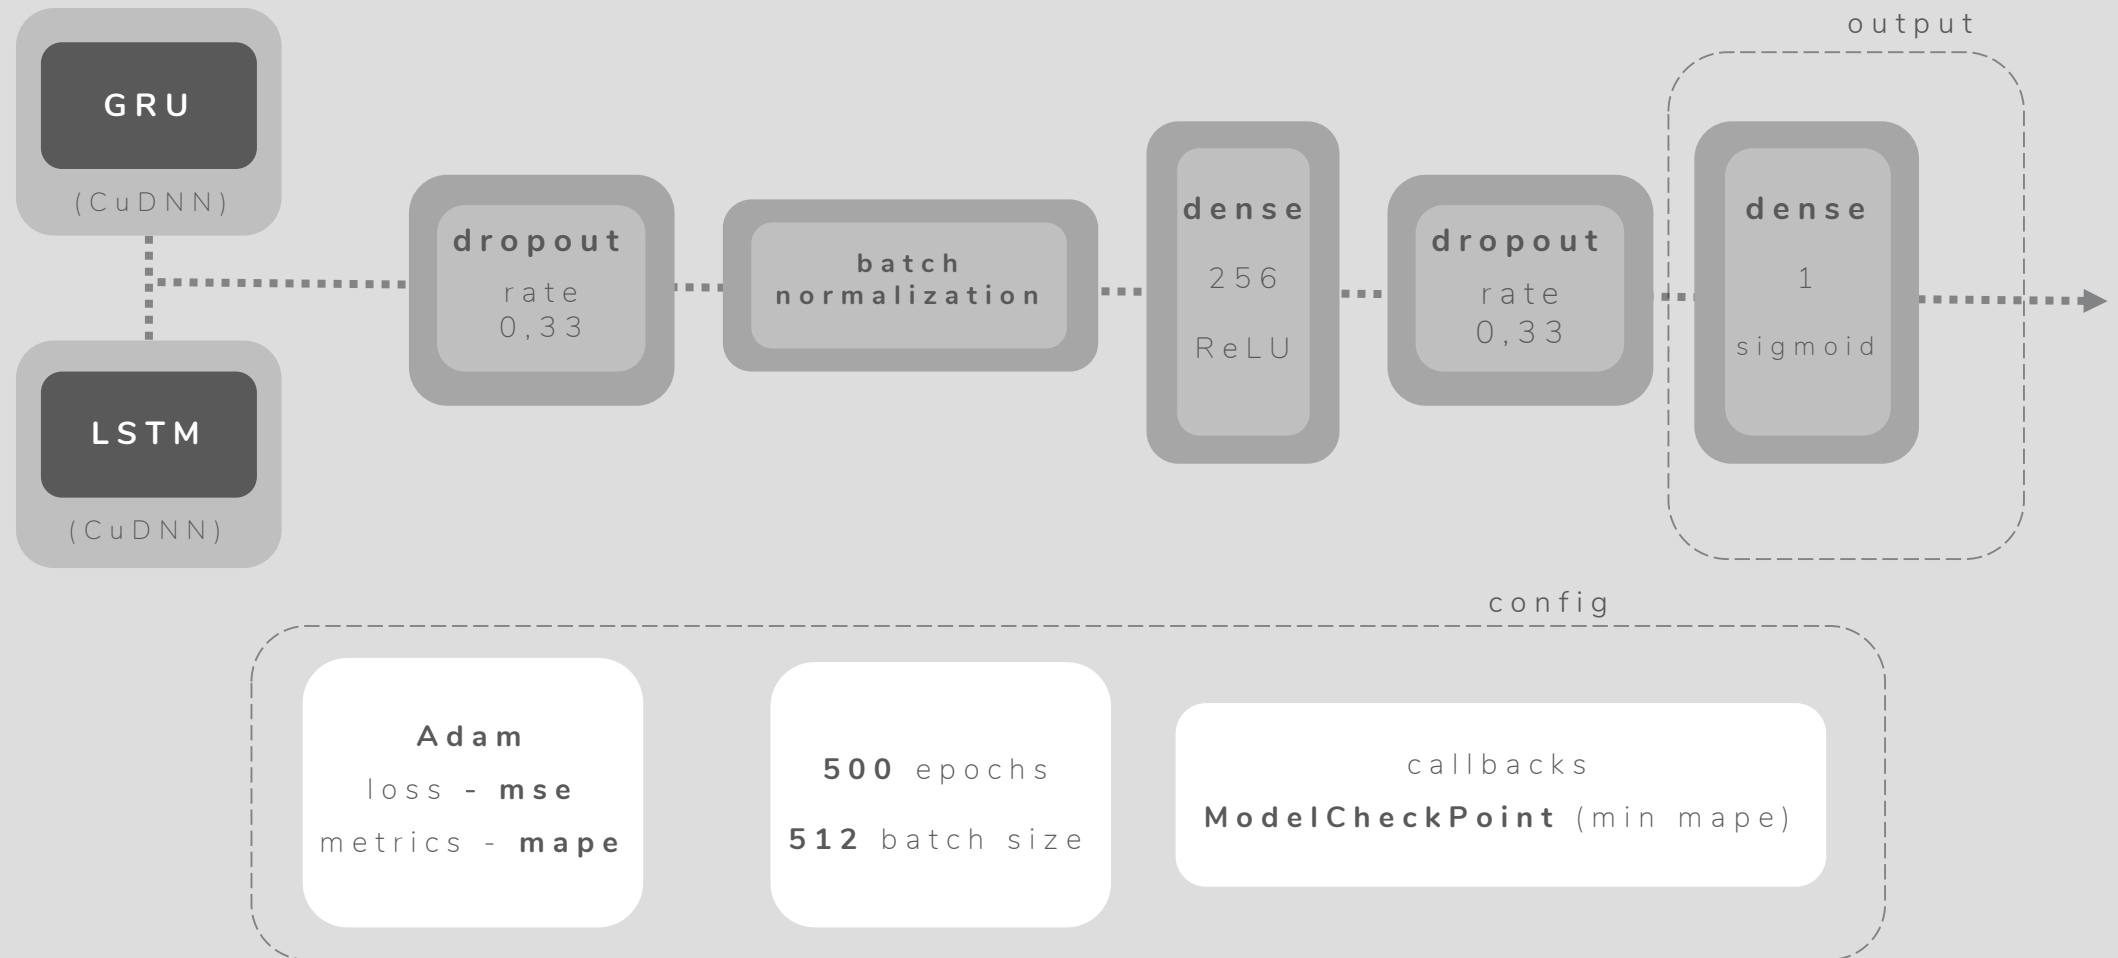 output
GRU
(CuDNN)
LSTM
(CuDNN)
dropout
rate
0,33
batch
normalization
dense
256
ReLU
dropout
rate
0,33
dense
1
sigmoid
config
Adam
loss - mse
metrics - mape
500 epochs
512 batch size
callbacks
ModelCheckPoint (min mape)